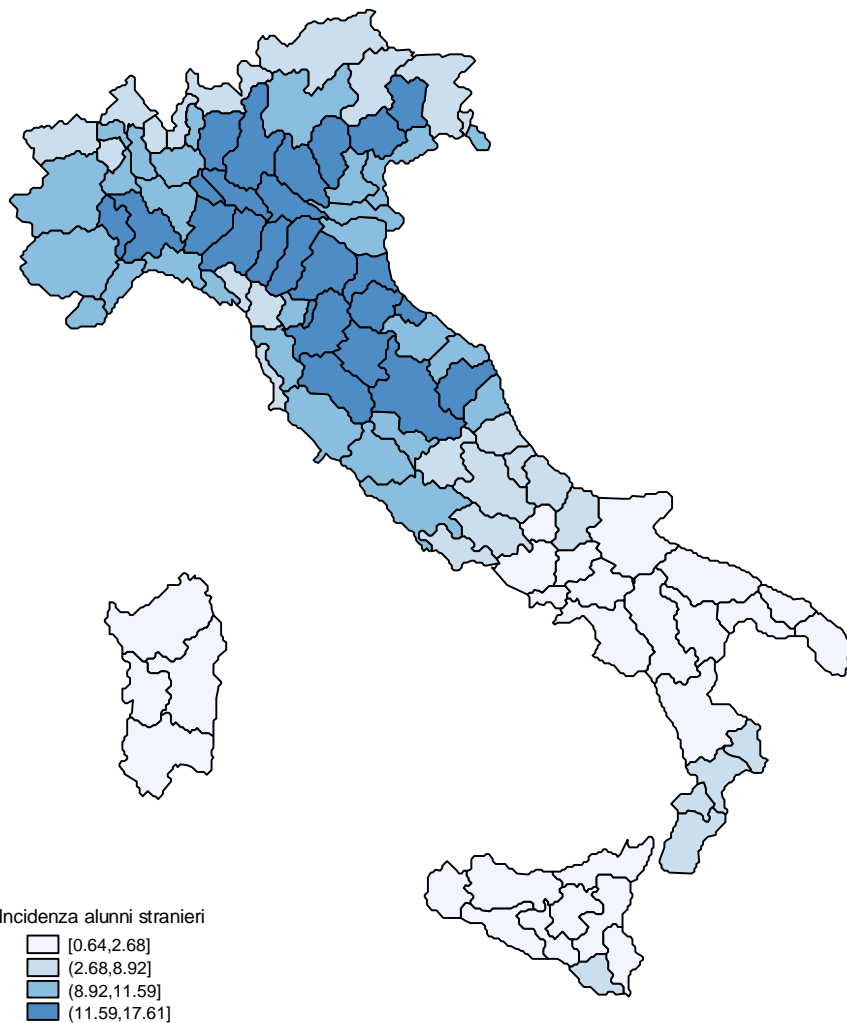 Incidenza alunni stranieri
[0.64,2.68]
(2.68,8.92]
(8.92,11.59]
(11.59,17.61]